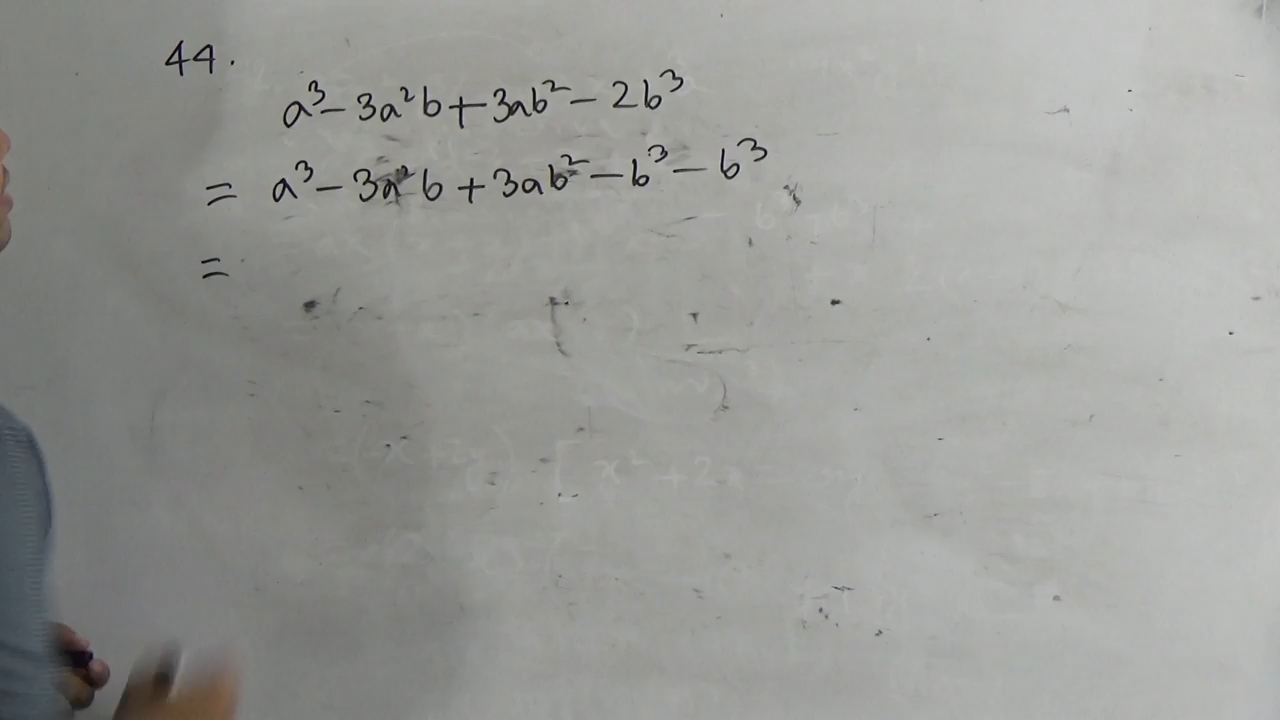 44.
a³ - 3a²b + 3ab² - 2b³
= a³ - 3a²b + 3ab² - b³ - b³
=